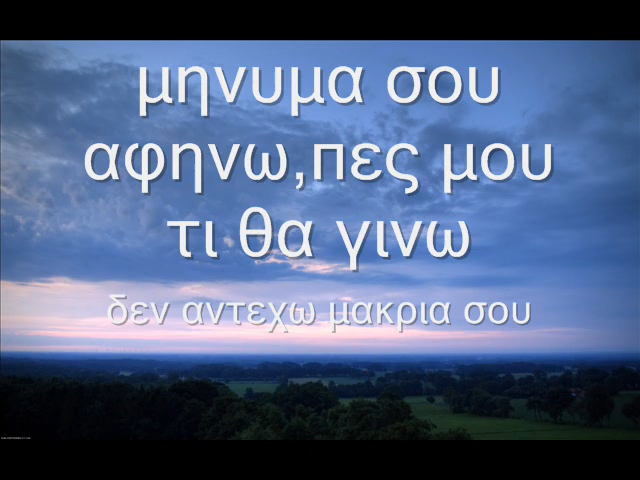 μηνυμα σου
αφηνω,πες μου
τι θα γινω
δεν αντεχω μακρια σου